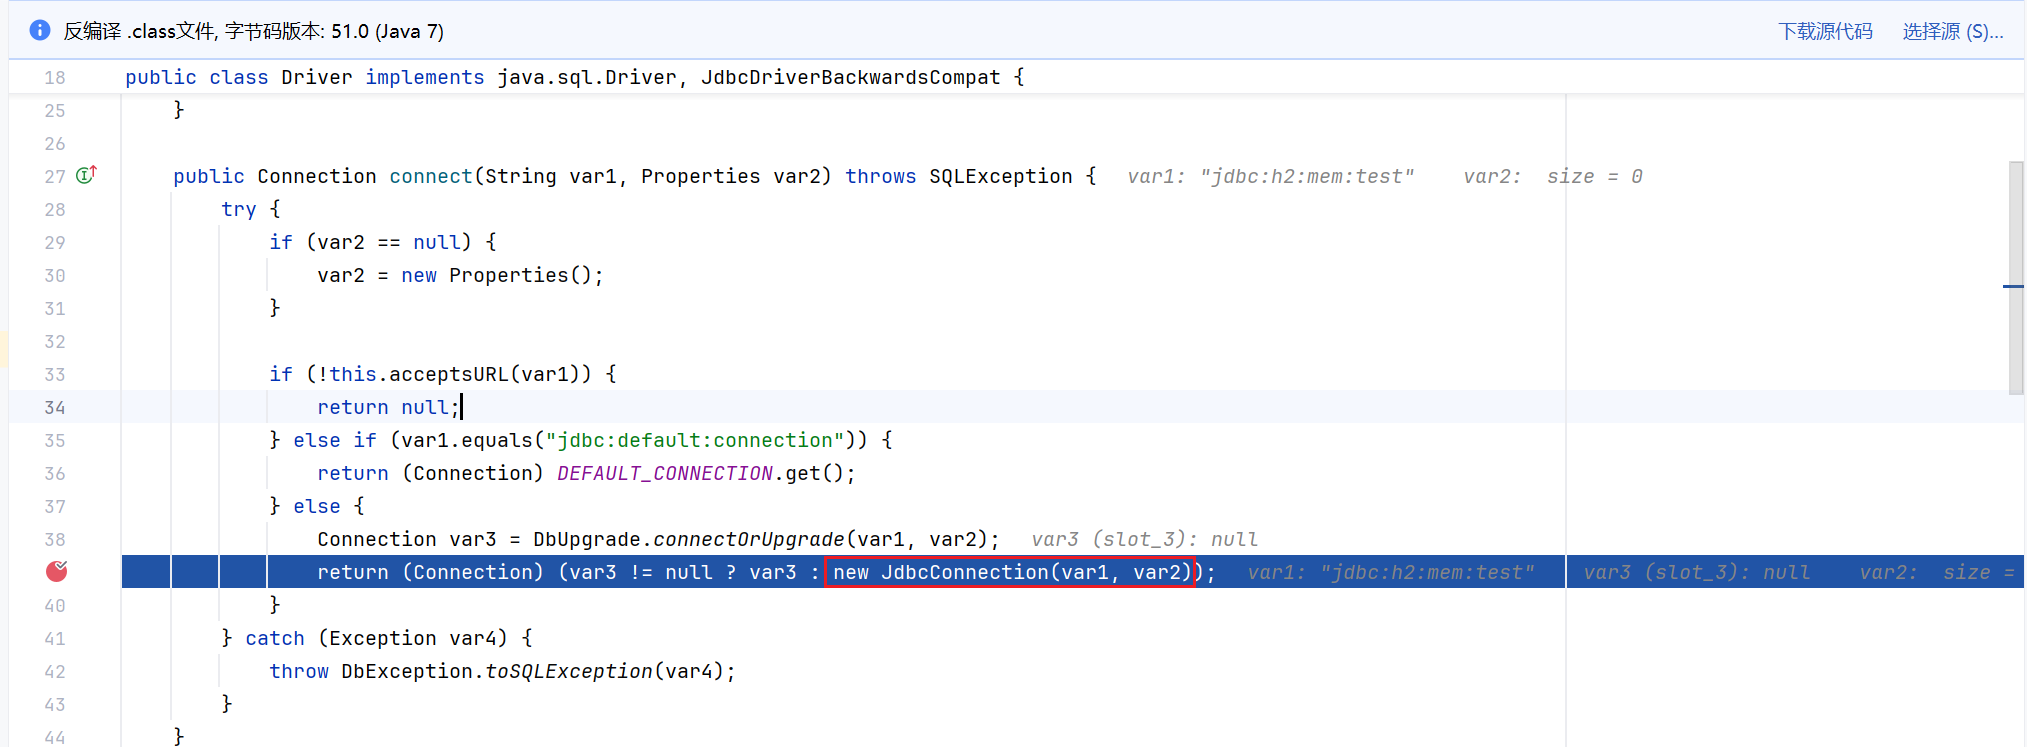 反编译 .class文件, 字节码版本: 51.0 (Java 7) 下载源代码 选择源 (S)...
18 public class Driver implements java.sql.Driver, JdbcDriverBackwardsCompat {
25 }
26
27 public Connection connect(String var1, Properties var2) throws SQLException { var1: "jdbc:h2:mem:test" var2: size = 0
28 try {
29 if (var2 == null) {
30 var2 = new Properties();
31 }
32
33 if (!this.acceptsURL(var1)) {
34 return null;
35 } else if (var1.equals("jdbc:default:connection")) {
36 return (Connection) DEFAULT_CONNECTION.get();
37 } else {
38 Connection var3 = DbUpgrade.connectOrUpgrade(var1, var2); var3 (slot_3): null
return (Connection) (var3 != null ? var3 : new JdbcConnection(var1, var2)); var1: "jdbc:h2:mem:test" var3 (slot_3): null var2: size =
40 }
41 } catch (Exception var4) {
42 throw DbException.toSQLException(var4);
43 }
44 }